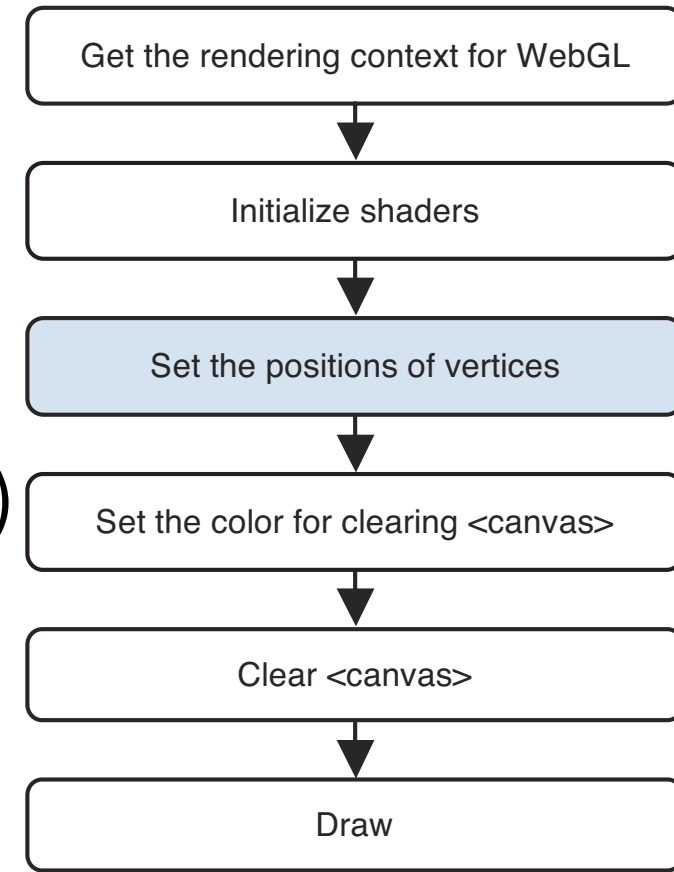 Get the rendering context for WebGL
Initialize shaders
Set the positions of vertices
Set the color for clearing <canvas>
Clear <canvas>
Draw